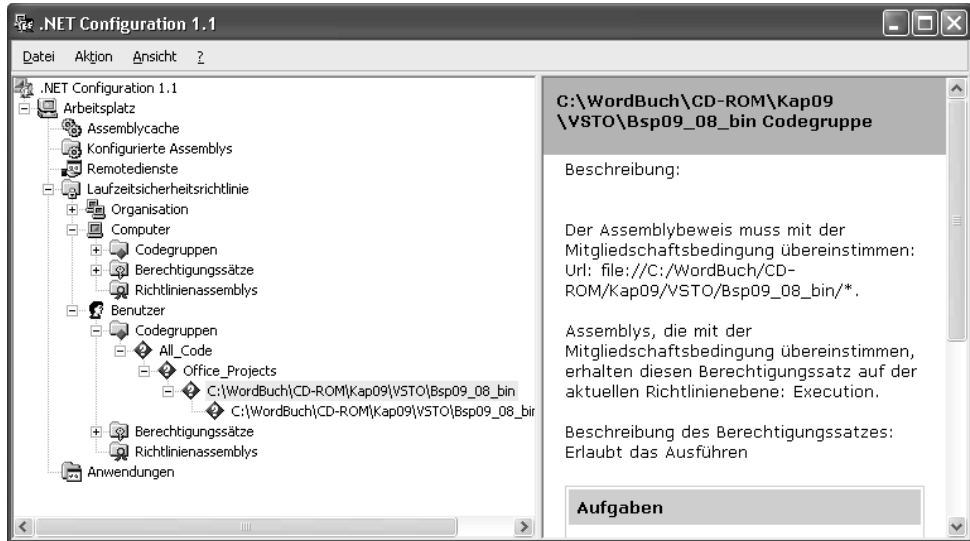 .NET Configuration 1.1
Datei Aktion Ansicht ?
.NET Configuration 1.1
Arbeitsplatz
Assemblycache
Konfigurierte Assemblys
Remotedienste
Laufzeitsicherheitsrichtlinie
Organisation
Computer
Codegruppen
Berechtigungssätze
Richtlinienassemblys
Benutzer
Codegruppen
All_Code
Office_Projects
C:\WordBuch\CD-ROM\Kap09\VSTO\Bsp09_08_bin
C:\WordBuch\CD-ROM\Kap09\VSTO\Bsp09_08_bir
Berechtigungssätze
Richtlinienassemblys
Anwendungen
C:\WordBuch\CD-ROM\Kap09
\VSTO\Bsp09_08_bin Codegruppe
Beschreibung:
Der Assemblybeweis muss mit der
Mitgliedschaftsbedingung übereinstimmen:
Url: file://C:/WordBuch/CD-
ROM/Kap09/VSTO/Bsp09_08_bin/*.
Assemblys, die mit der
Mitgliedschaftsbedingung übereinstimmen,
erhalten diesen Berechtigungssatz auf der
aktuellen Richtlinienebene: Execution.
Beschreibung des Berechtigungssatzes:
Erlaubt das Ausführen
Aufgaben